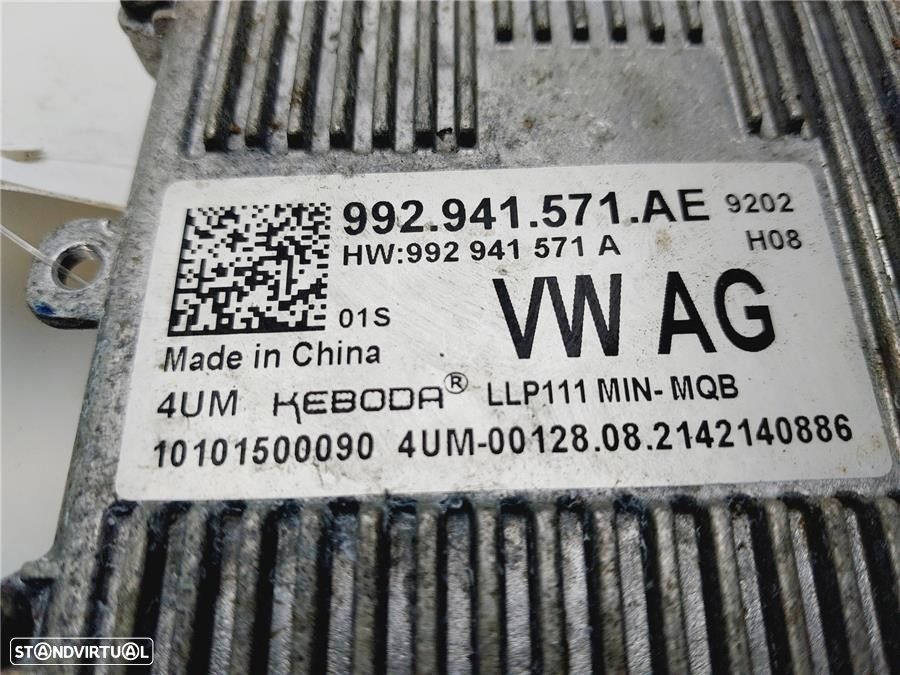 992.941.571.AE 9202
HW:992 941 571 A H08
01S VW AG
Made in China
4UM KEBODA® LLP111 MIN- MQB
10101500090 4UM-00128.08.2142140886
STANDVIRTUAL